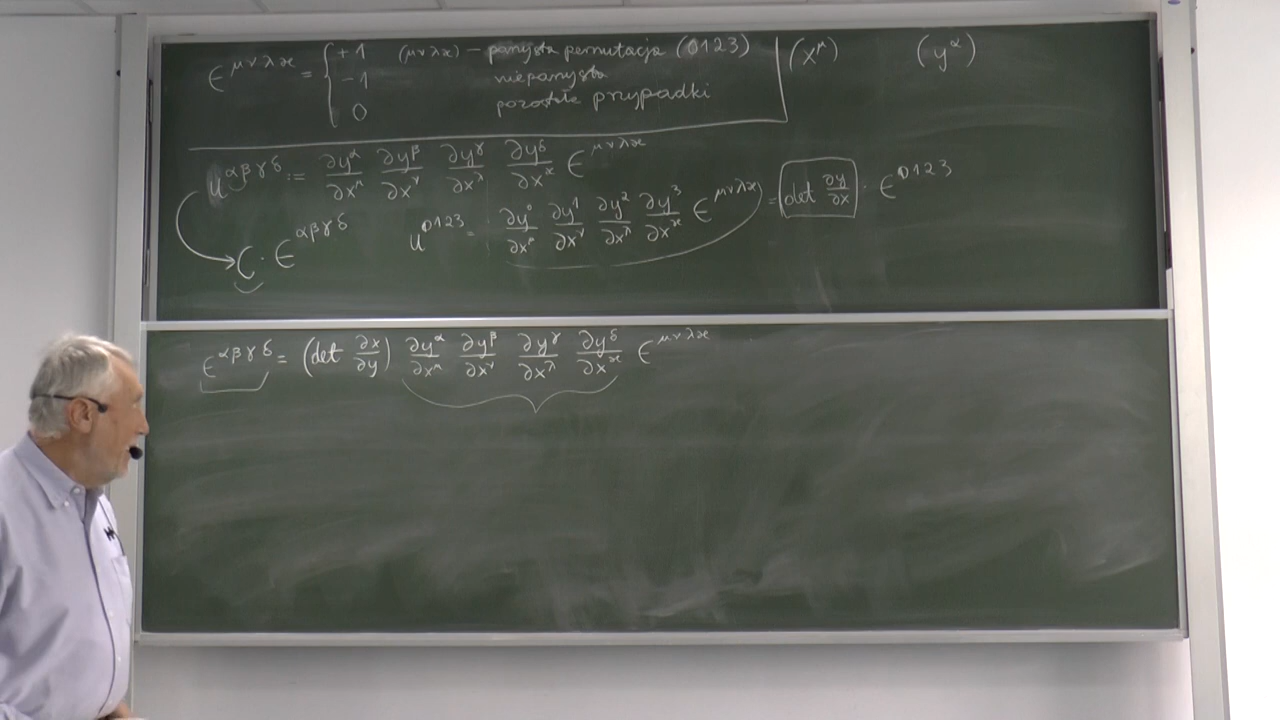 ϵ^{μνλϰ} = { +1 (μνλϰ) – parzysta permutacja (0123)
−1 nieparzysta
0 pozostałe przypadki
(x^μ) (y^α)
u^{αβγδ} := ∂y^α/∂x^μ ∂y^β/∂x^ν ∂y^γ/∂x^λ ∂y^δ/∂x^ϰ ϵ^{μνλϰ}
C · ϵ^{αβγδ} u^{0123} = ∂y^0/∂x^μ ∂y^1/∂x^ν ∂y^2/∂x^λ ∂y^3/∂x^ϰ ϵ^{μνλϰ} = det ∂y/∂x · ϵ^{0123}
ϵ^{αβγδ} = (det ∂x/∂y) ∂y^α/∂x^μ ∂y^β/∂x^ν ∂y^γ/∂x^λ ∂y^δ/∂x^ϰ ϵ^{μνλϰ}